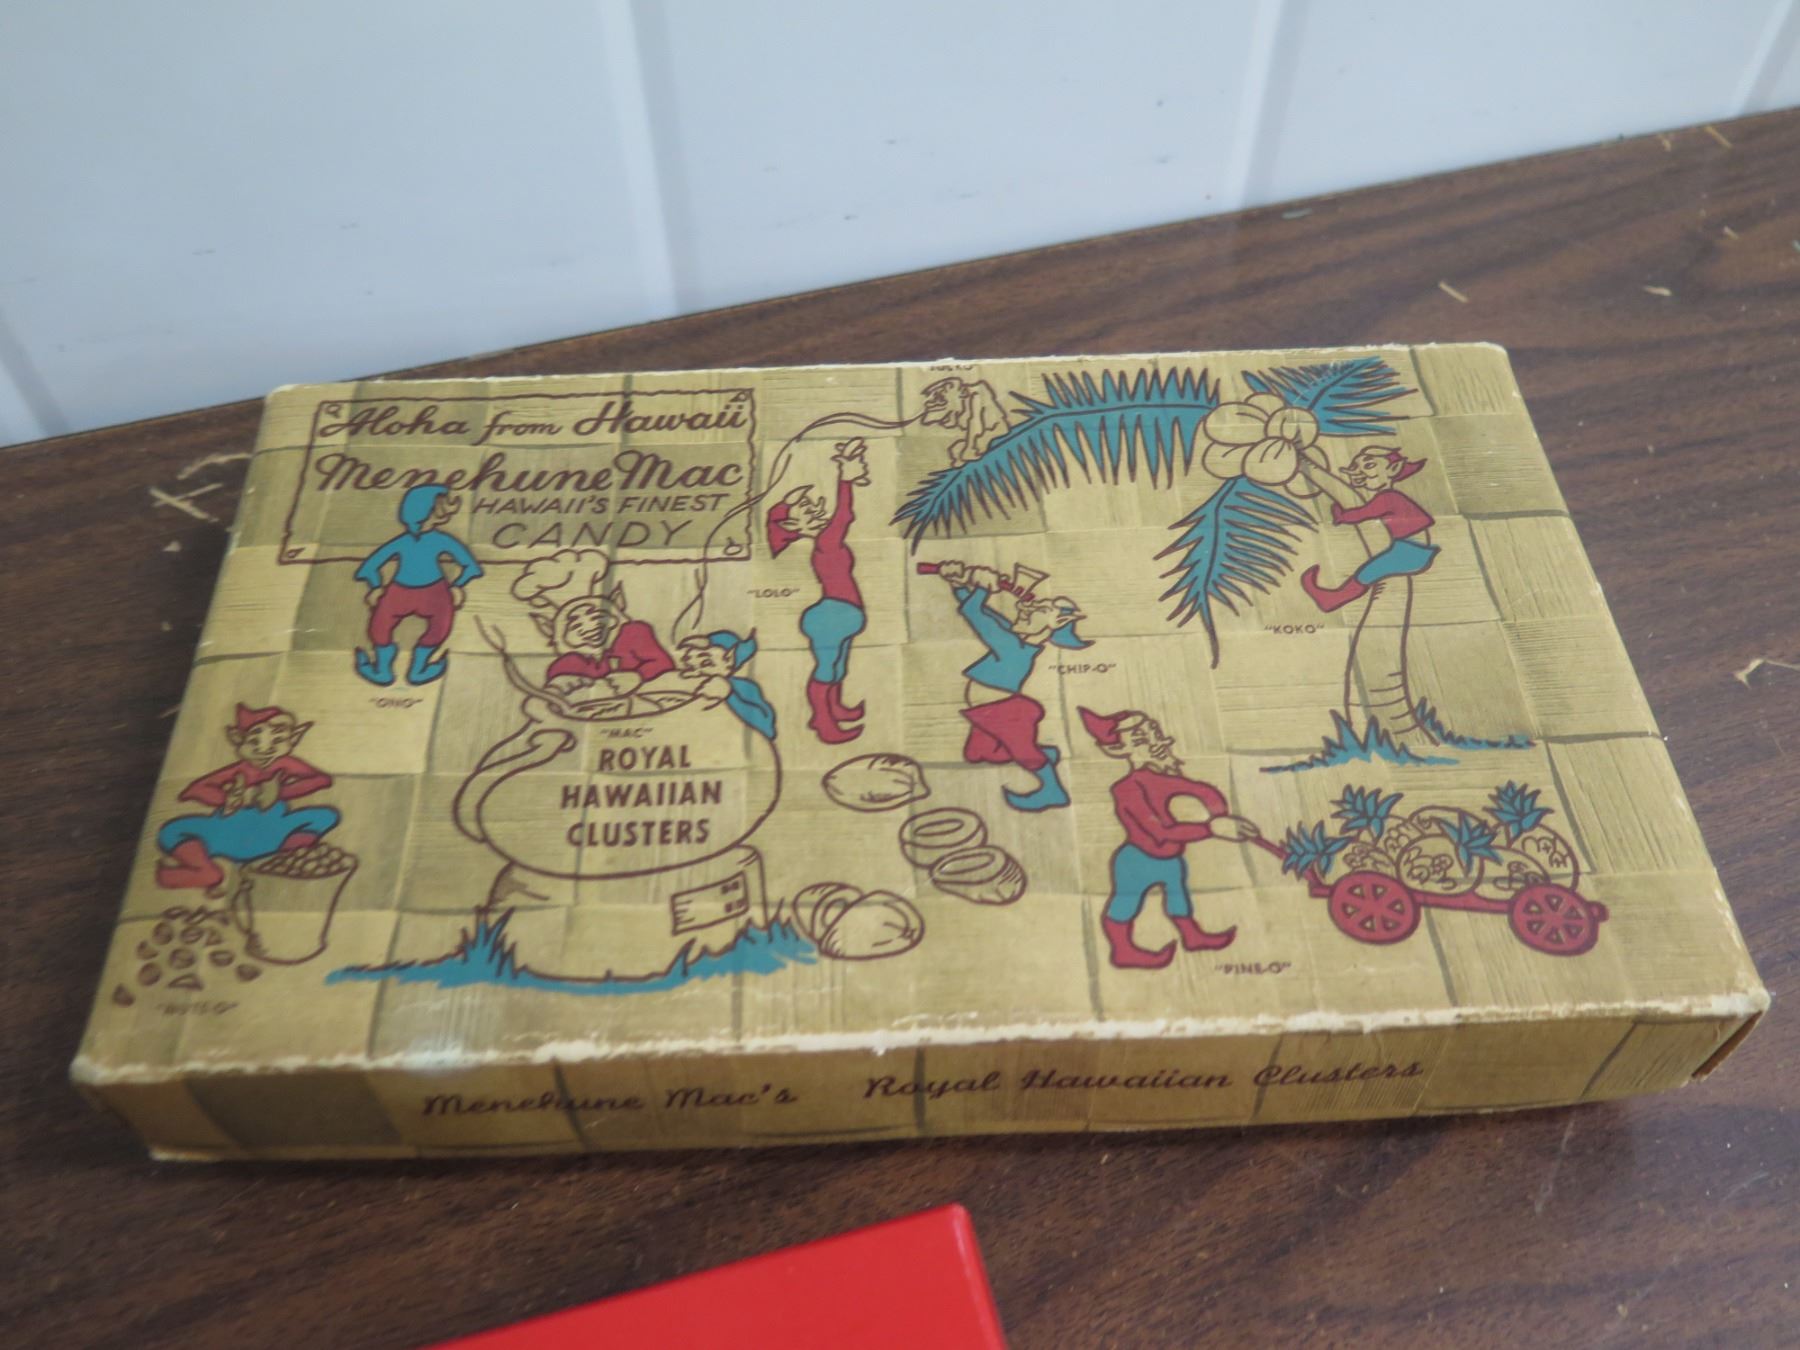 Aloha from Hawaii
Menehune Mac
HAWAII'S FINEST
CANDY
"LOLO"
"CHIP-O"
"KOKO"
"MAC"
ROYAL
HAWAIIAN
CLUSTERS
"PINE-O"
Menehune Mac's Royal Hawaiian Clusters